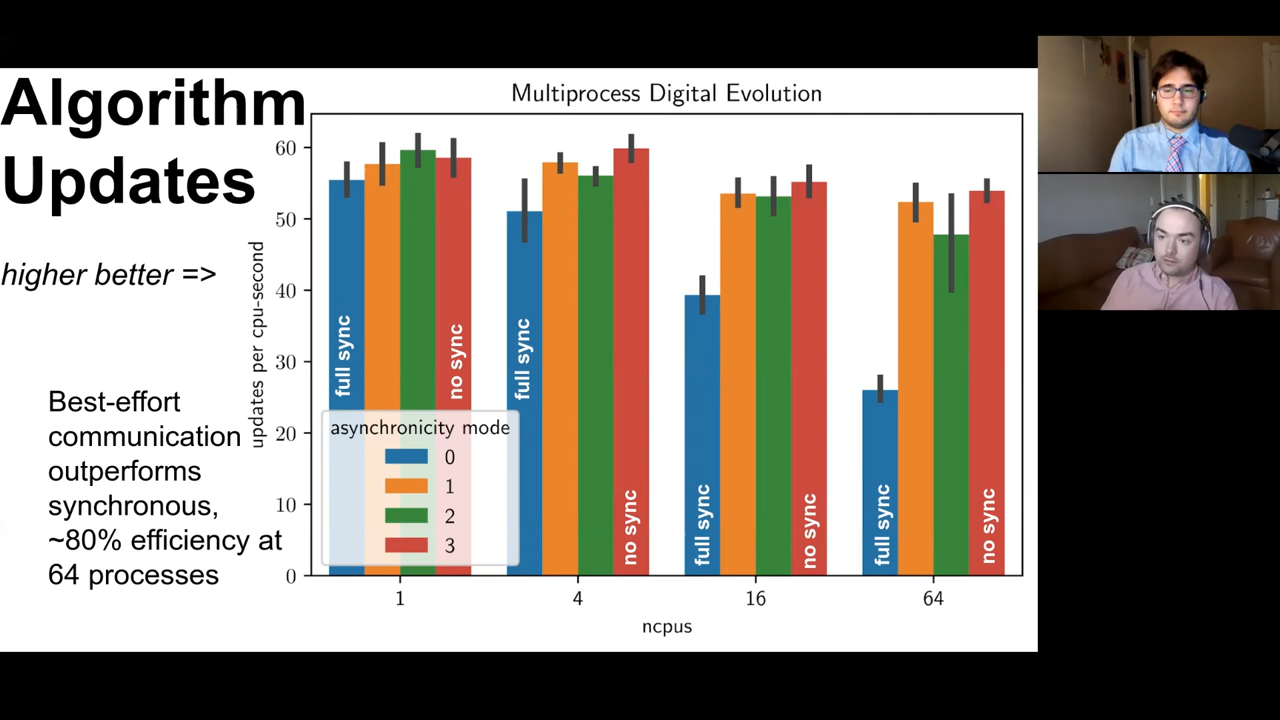 Algorithm
Updates
higher better =>
Best-effort
communication
outperforms
synchronous,
~80% efficiency at
64 processes
Multiprocess Digital Evolution
updates per cpu-second
60
50
40
30
20
10
0
full sync
no sync
full sync
no sync
full sync
no sync
full sync
no sync
asynchronicity mode
0
1
2
3
1 4 16 64
ncpus